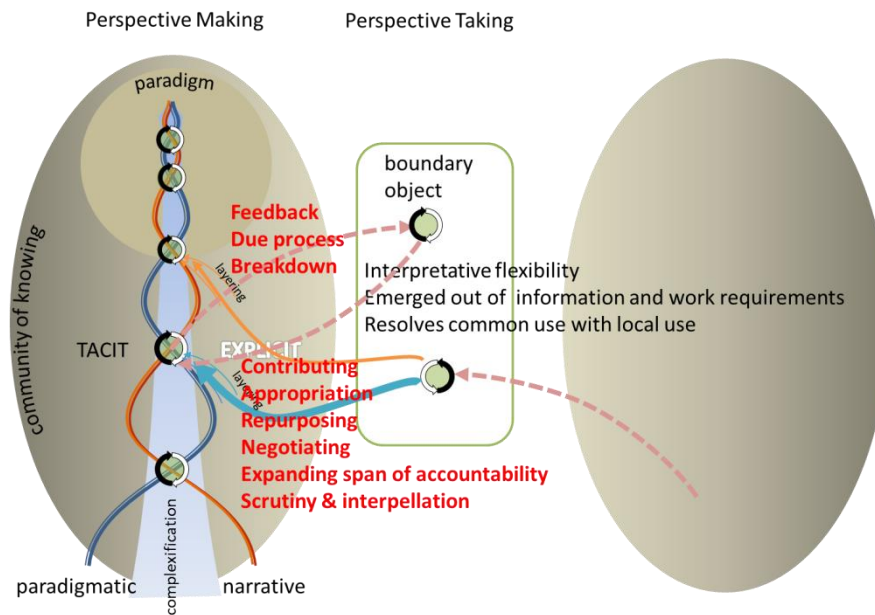 Perspective Making
Perspective Taking
paradigm
boundary
object
Feedback
Due process
Breakdown
layering
Interpretative flexibility
Emerged out of information and work requirements
Resolves common use with local use
community of knowing
TACIT
EXPLICIT
layering
Contributing
Appropriation
Repurposing
Negotiating
Expanding span of accountability
Scrutiny & interpellation
complexification
paradigmatic
narrative